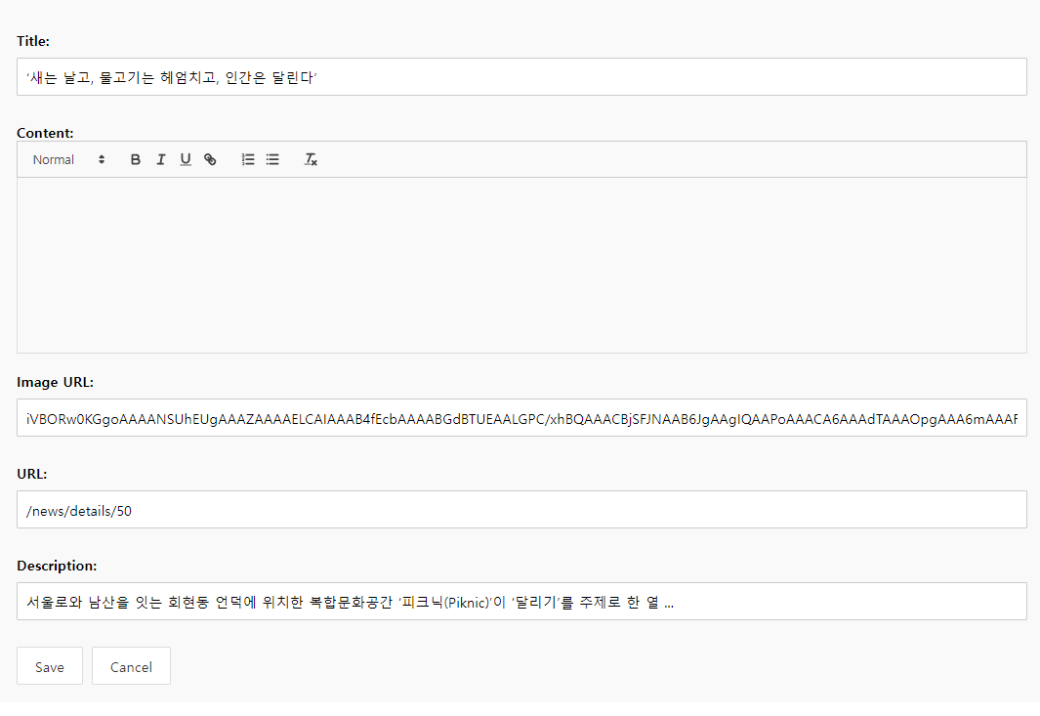 Title:
‘새는 날고, 물고기는 헤엄치고, 인간은 달린다’
Content:
Normal B I U
Image URL:
iVBORw0KGgoAAAANSUhEUgAAAZAAAAELCAIAAAB4fEcbAAAABGdBTUEAALGPC/xhBQAAACBjSFJNAAB6JgAAgIQAAPoAAACA6AAAdTAAAOpgAAA6mAAAF
URL:
/news/details/50
Description:
서울로와 남산을 잇는 회현동 언덕에 위치한 복합문화공간 ‘피크닉(Piknic)’이 ‘달리기’를 주제로 한 열 ...
Save Cancel